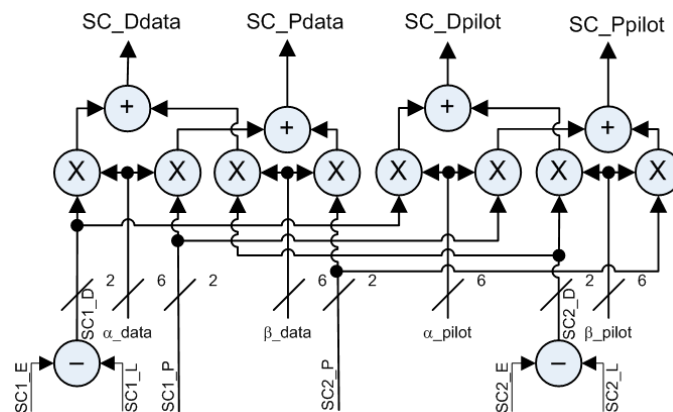 SC_Ddata SC_Pdata SC_Dpilot SC_Ppilot
+ + + +
X X X X X X X X
2 6 2 6 2 6 2 6
SC1_D SC2_D
α_data β_data α_pilot β_pilot
− −
SC1_E SC1_L SC1_P SC2_P SC2_E SC2_L